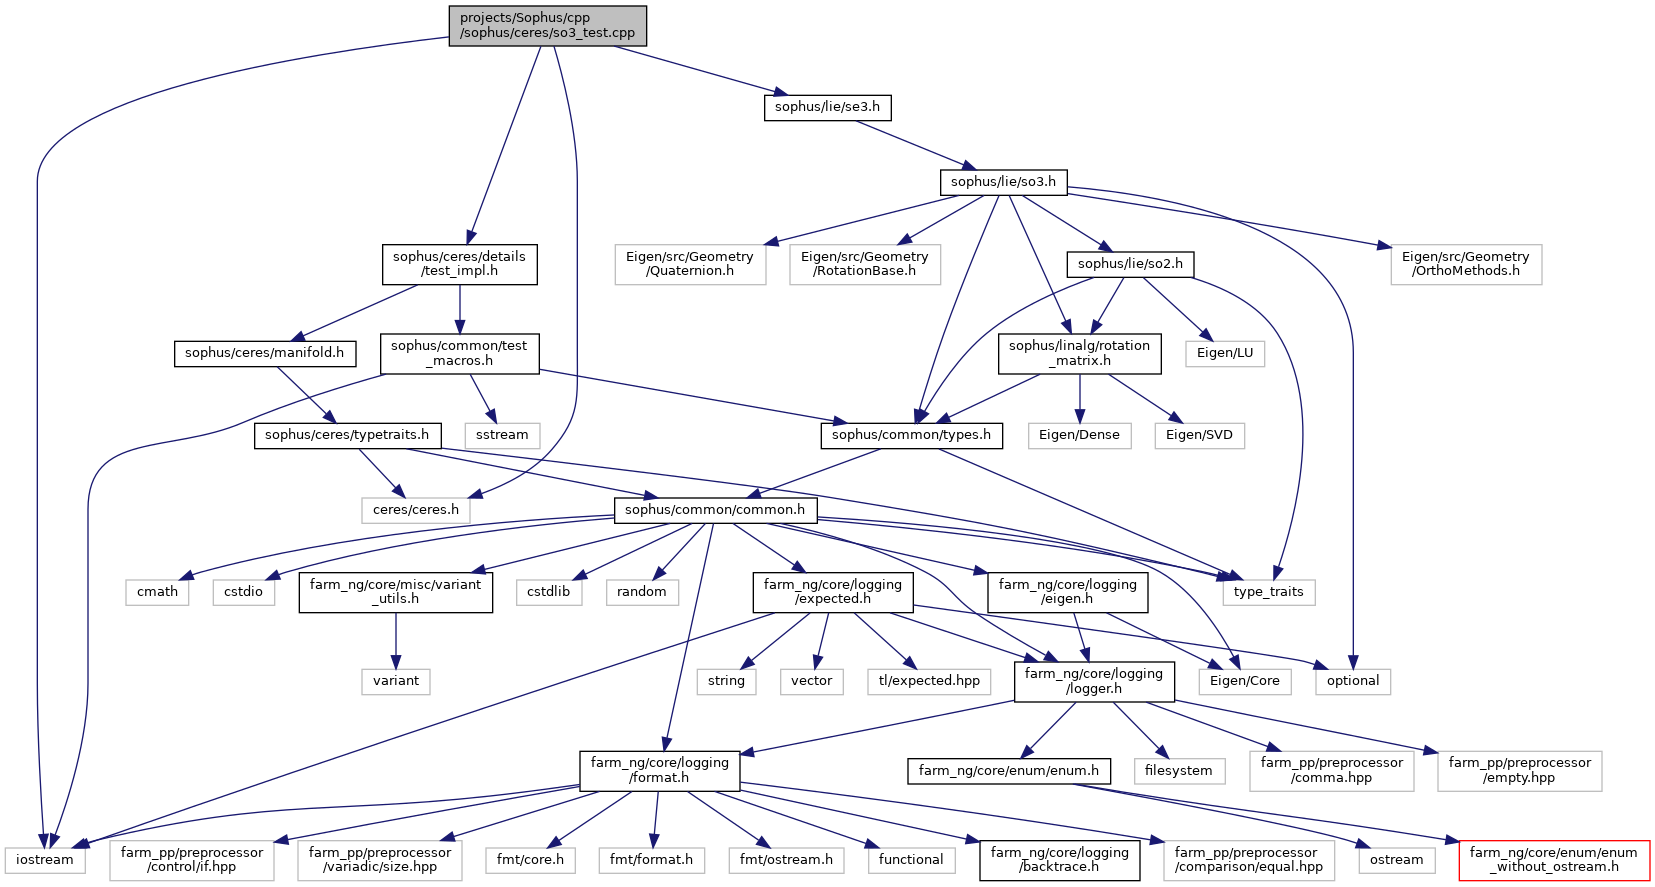 projects/Sophus/cpp
/sophus/ceres/so3_test.cpp
sophus/lie/se3.h
sophus/lie/so3.h
sophus/ceres/details
/test_impl.h
Eigen/src/Geometry
/Quaternion.h
Eigen/src/Geometry
/RotationBase.h
sophus/lie/so2.h
Eigen/src/Geometry
/OrthoMethods.h
sophus/ceres/manifold.h
sophus/common/test
_macros.h
sophus/linalg/rotation
_matrix.h
Eigen/LU
sophus/ceres/typetraits.h
sstream
sophus/common/types.h
Eigen/Dense
Eigen/SVD
ceres/ceres.h
sophus/common/common.h
cmath
cstdio
farm_ng/core/misc/variant
_utils.h
cstdlib
random
farm_ng/core/logging
/expected.h
farm_ng/core/logging
/eigen.h
type_traits
variant
string
vector
tl/expected.hpp
farm_ng/core/logging
/logger.h
Eigen/Core
optional
farm_ng/core/logging
/format.h
farm_ng/core/enum/enum.h
filesystem
farm_pp/preprocessor
/comma.hpp
farm_pp/preprocessor
/empty.hpp
iostream
farm_pp/preprocessor
/control/if.hpp
farm_pp/preprocessor
/variadic/size.hpp
fmt/core.h
fmt/format.h
fmt/ostream.h
functional
farm_ng/core/logging
/backtrace.h
farm_pp/preprocessor
/comparison/equal.hpp
ostream
farm_ng/core/enum/enum
_without_ostream.h